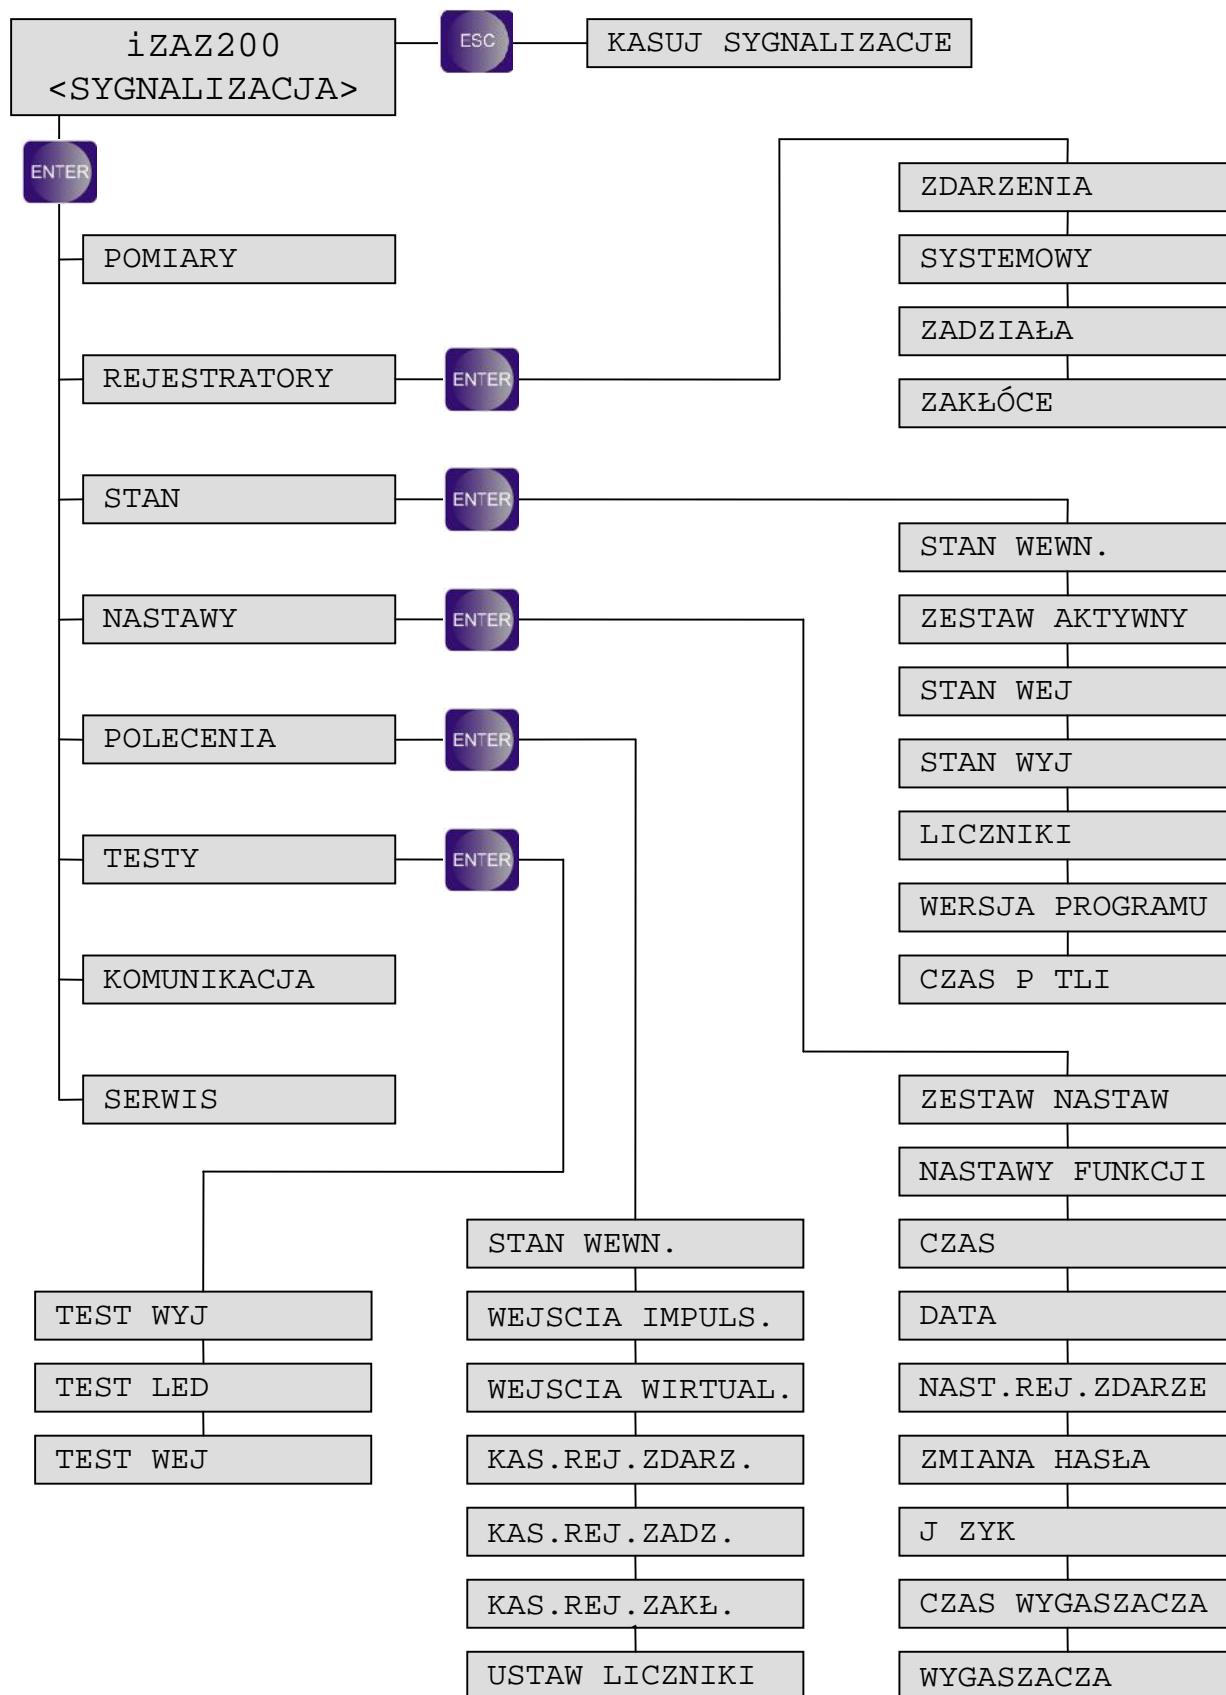 iZAZ200
<SYGNALIZACJA>
ESC
KASUJ SYGNALIZACJE
ENTER
POMIARY
REJESTRATORY
ENTER
ZDARZENIA
SYSTEMOWY
ZADZIAŁA
ZAKŁÓCE
STAN
ENTER
STAN WEWN.
ZESTAW AKTYWNY
STAN WEJ
STAN WYJ
LICZNIKI
WERSJA PROGRAMU
CZAS P TLI
NASTAWY
ENTER
ZESTAW NASTAW
NASTAWY FUNKCJI
CZAS
DATA
NAST.REJ.ZDARZE
ZMIANA HASŁA
J ZYK
CZAS WYGASZACZA
WYGASZACZA
POLECENIA
ENTER
STAN WEWN.
WEJSCIA IMPULS.
WEJSCIA WIRTUAL.
KAS.REJ.ZDARZ.
KAS.REJ.ZADZ.
KAS.REJ.ZAKŁ.
USTAW LICZNIKI
TESTY
ENTER
TEST WYJ
TEST LED
TEST WEJ
KOMUNIKACJA
SERWIS